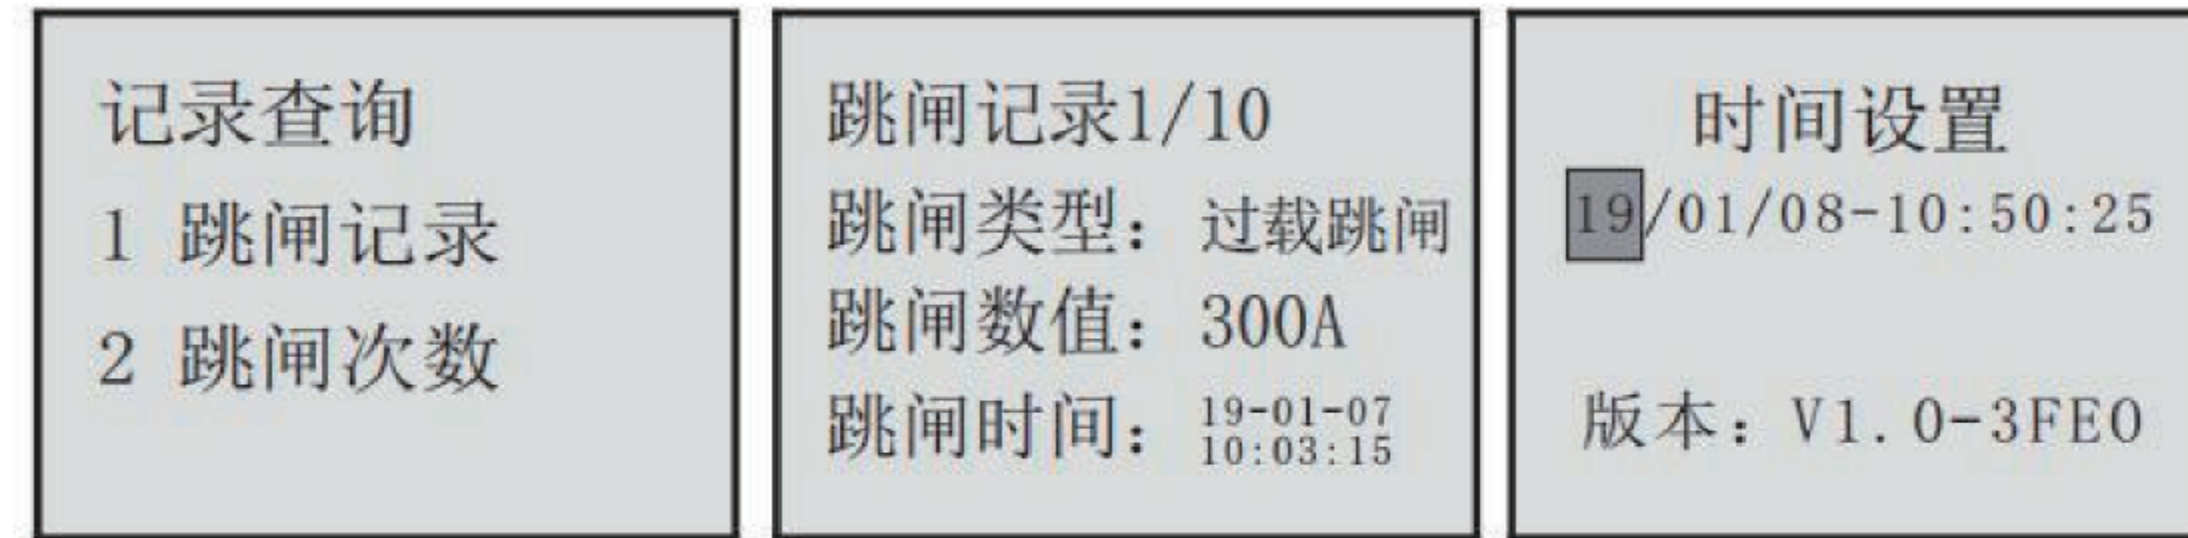 记录查询
1 跳闸记录
2 跳闸次数
跳闸记录1/10
跳闸类型：过载跳闸
跳闸数值：300A
跳闸时间：19-01-07
10:03:15
时间设置
19/01/08-10:50:25
版本：V1.0-3FE0